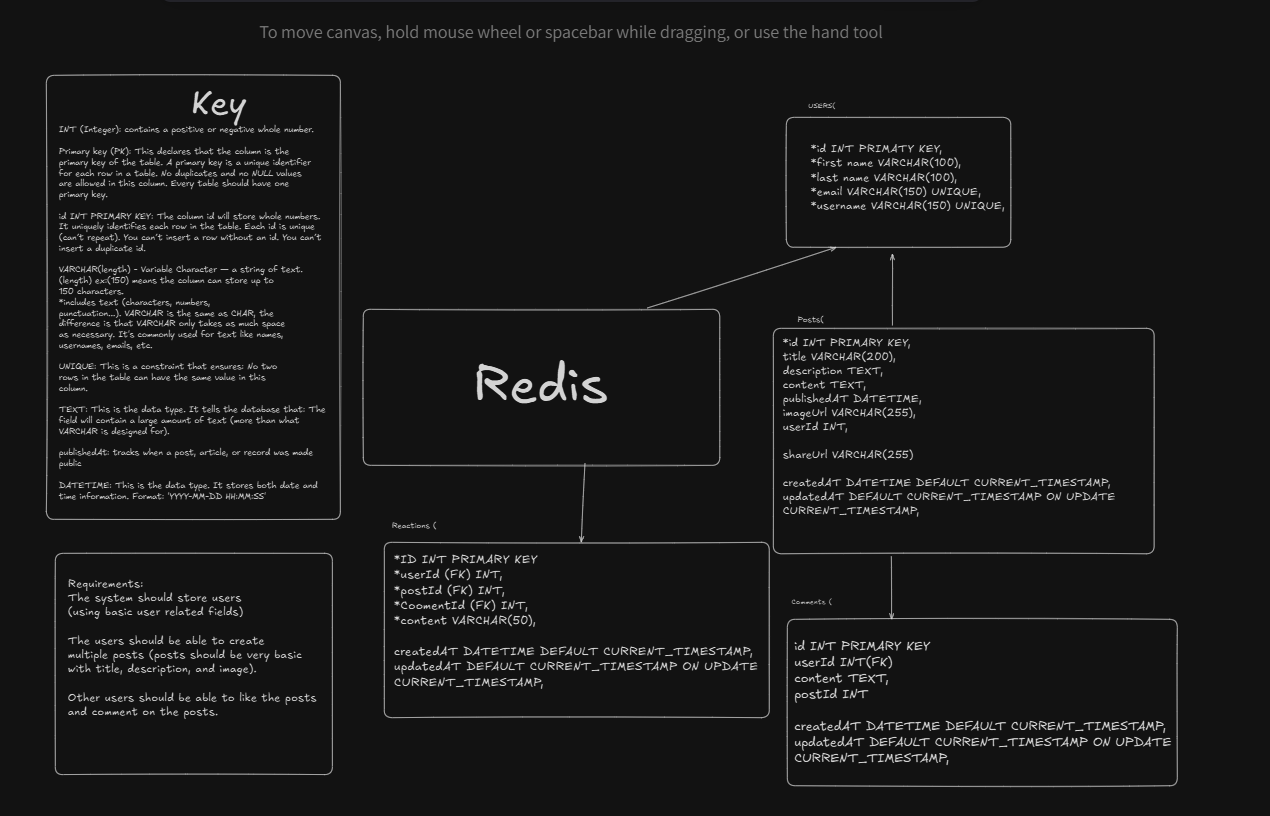 To move canvas, hold mouse wheel or spacebar while dragging, or use the hand tool
Key
INT (Integer): contains a positive or negative whole number.
Primary key (PK): This declares that the column is the
primary key of the table. A primary key is a unique identifier
for each row in a table. No duplicates and no NULL values
are allowed in this column. Every table should have one
primary key.
id INT PRIMARY KEY: The column id will store whole numbers.
It uniquely identifies each row in the table. Each id is unique
(can't repeat). You can't insert a row without an id. You can't
insert a duplicate id.
VARCHAR(length) - Variable Character — a string of text.
(length) ex:(150) means the column can store up to
150 characters.
*includes text (characters, numbers,
punctuation...). VARCHAR is the same as CHAR, the
difference is that VARCHAR only takes as much space
as necessary. It's commonly used for text like names,
usernames, emails, etc.
UNIQUE: This is a constraint that ensures: No two
rows in the table can have the same value in this
column.
TEXT: This is the data type. It tells the database that: The
field will contain a large amount of text (more than what
VARCHAR is designed for).
publishedAt: tracks when a post, article, or record was made
public
DATETIME: This is the data type. It stores both date and
time information. Format: 'YYYY-MM-DD HH:MM:SS'
Requirements:
The system should store users
(using basic user related fields)
The users should be able to create
multiple posts (posts should be very basic
with title, description, and image).
Other users should be able to like the posts
and comment on the posts.
Redis
USERS(
*id INT PRIMATY KEY,
*first name VARCHAR(100),
*last name VARCHAR(100),
*email VARCHAR(150) UNIQUE,
*username VARCHAR(150) UNIQUE,
Posts(
*id INT PRIMARY KEY,
title VARCHAR(200),
description TEXT,
content TEXT,
publishedAT DATETIME,
imageUrl VARCHAR(255),
userId INT,
shareUrl VARCHAR(255)
createdAT DATETIME DEFAULT CURRENT_TIMESTAMP,
updatedAT DEFAULT CURRENT_TIMESTAMP ON UPDATE
CURRENT_TIMESTAMP,
Reactions (
*ID INT PRIMARY KEY
*userId (FK) INT,
*postId (FK) INT,
*CoomentId (FK) INT,
*content VARCHAR(50),
createdAT DATETIME DEFAULT CURRENT_TIMESTAMP,
updatedAT DEFAULT CURRENT_TIMESTAMP ON UPDATE
CURRENT_TIMESTAMP,
Comments (
id INT PRIMARY KEY
userId INT(FK)
content TEXT,
postId INT
createdAT DATETIME DEFAULT CURRENT_TIMESTAMP,
updatedAT DEFAULT CURRENT_TIMESTAMP ON UPDATE
CURRENT_TIMESTAMP,